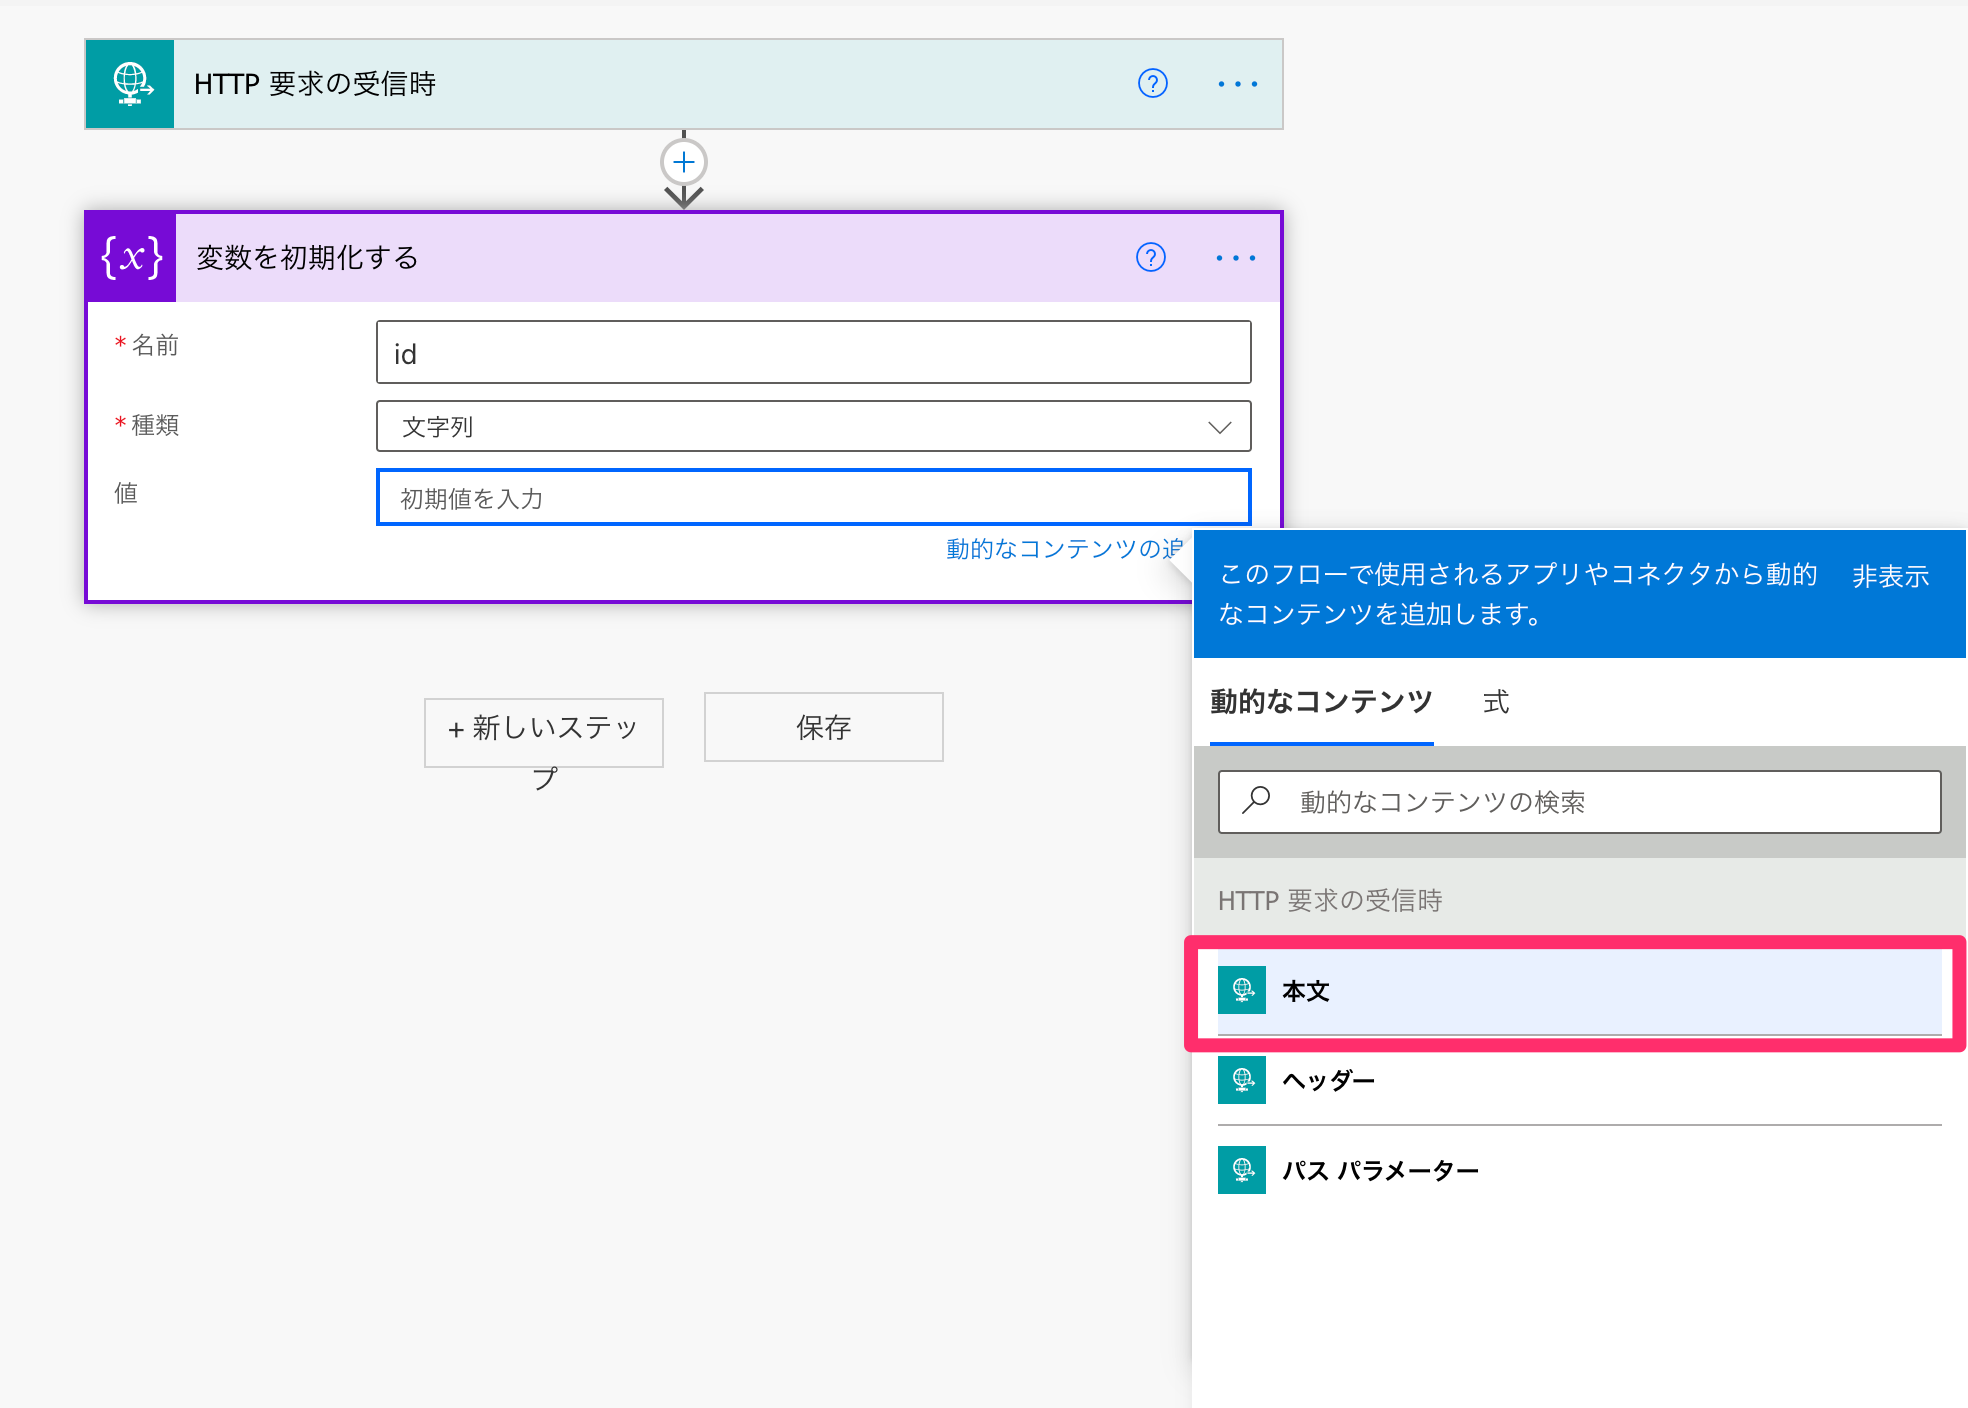 HTTP 要求の受信時
{x} 変数を初期化する
* 名前
id
* 種類
文字列
値
初期値を入力
動的なコンテンツの追
+ 新しいステッ
プ
保存
このフローで使用されるアプリやコネクタから動的
なコンテンツを追加します。
非表示
動的なコンテンツ
式
動的なコンテンツの検索
HTTP 要求の受信時
本文
ヘッダー
パス パラメーター